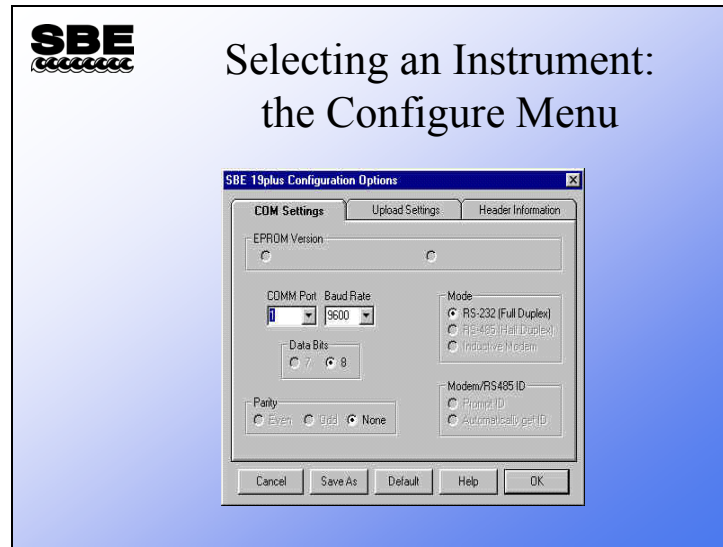 SBE
Selecting an Instrument:
the Configure Menu
SBE 19plus Configuration Options
COM Settings
Upload Settings
Header Information
EPROM Version
COMM Port
Baud Rate
1
9600
Data Bits
7
8
Parity
Even
Odd
None
Mode
RS-232 (Full Duplex)
RS-485 (Half Duplex)
Inductive Modem
Modem/RS485 ID
Prompt ID
Automatically get ID
Cancel
Save As
Default
Help
OK